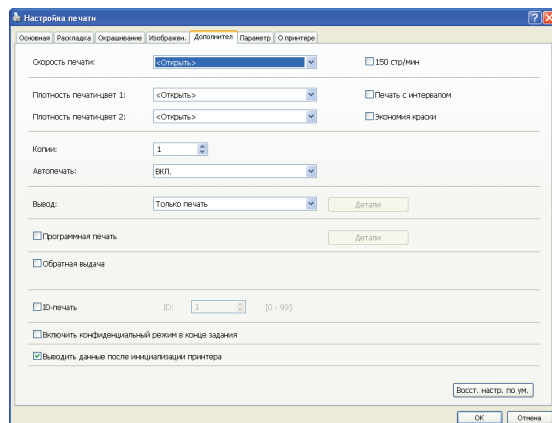 Настройка печати
Основная Раскладка Окрашивание Изображен. Дополнител Параметр О принтере
Скорость печати: <Открыть> 150 стр/мин
Плотность печати-цвет 1: <Открыть> Печать с интервалом
Плотность печати-цвет 2: <Открыть> Экономия краски
Копии: 1
Автопечать: ВКЛ.
Вывод: Только печать Детали
Программная печать Детали
Обратная выдача
ID-печать ID: 1 [0 - 99]
Включить конфиденциальный режим в конце задания
Выводить данные после инициализации принтера
Восст. настр. по ум.
OK Отмена